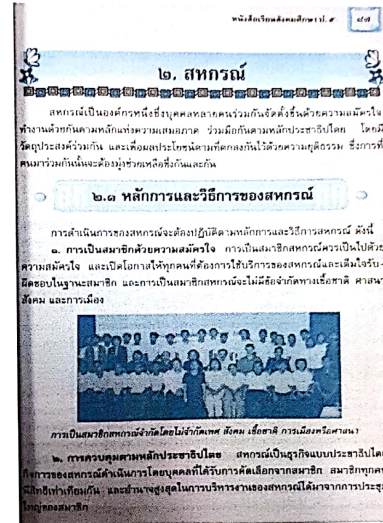 หนังสือเรียนสังคมศึกษา ป. ๕ ๘๗
๒. สหกรณ์
สหกรณ์เป็นองค์กรหนึ่งซึ่งบุคคลหลายคนร่วมกันจัดตั้งขึ้นด้วยความสมัครใจ
ทำงานด้วยกันตามหลักแห่งความเสมอภาค ร่วมมือกันตามหลักประชาธิปไตย โดยมี
วัตถุประสงค์ร่วมกัน และเพื่อผลประโยชน์ตามที่ตกลงกันไว้ด้วยความยุติธรรม ซึ่งการที่
คนมาร่วมกันนั้นจะต้องมุ่งช่วยเหลือซึ่งกันและกัน
๒.๑ หลักการและวิธีการของสหกรณ์
การดำเนินการของสหกรณ์จะต้องปฏิบัติตามหลักการและวิธีการสหกรณ์ ดังนี้
๑. การเป็นสมาชิกด้วยความสมัครใจ การเป็นสมาชิกสหกรณ์ควรเป็นไปด้วย
ความสมัครใจ และเปิดโอกาสให้ทุกคนที่ต้องการใช้บริการของสหกรณ์และเต็มใจรับ
ผิดชอบในฐานะสมาชิก และการเป็นสมาชิกสหกรณ์จะไม่มีข้อจำกัดทางเชื้อชาติ ศาสนา
สังคม และการเมือง
การเป็นสมาชิกสหกรณ์จำกัดโดยไม่จำกัดเพศ สังคม เชื้อชาติ การเมืองหรือศาสนา
๒. การควบคุมตามหลักประชาธิปไตย สหกรณ์เป็นธุรกิจแบบประชาธิปไต
กิจการของสหกรณ์ดำเนินการโดยบุคคลที่ได้รับการคัดเลือกจากสมาชิก สมาชิกทุกคน
มีสิทธิเท่าเทียมกัน และอำนาจสูงสุดในการบริหารงานของสหกรณ์ได้มาจากการประชุม
ใหญ่ของสมาชิก